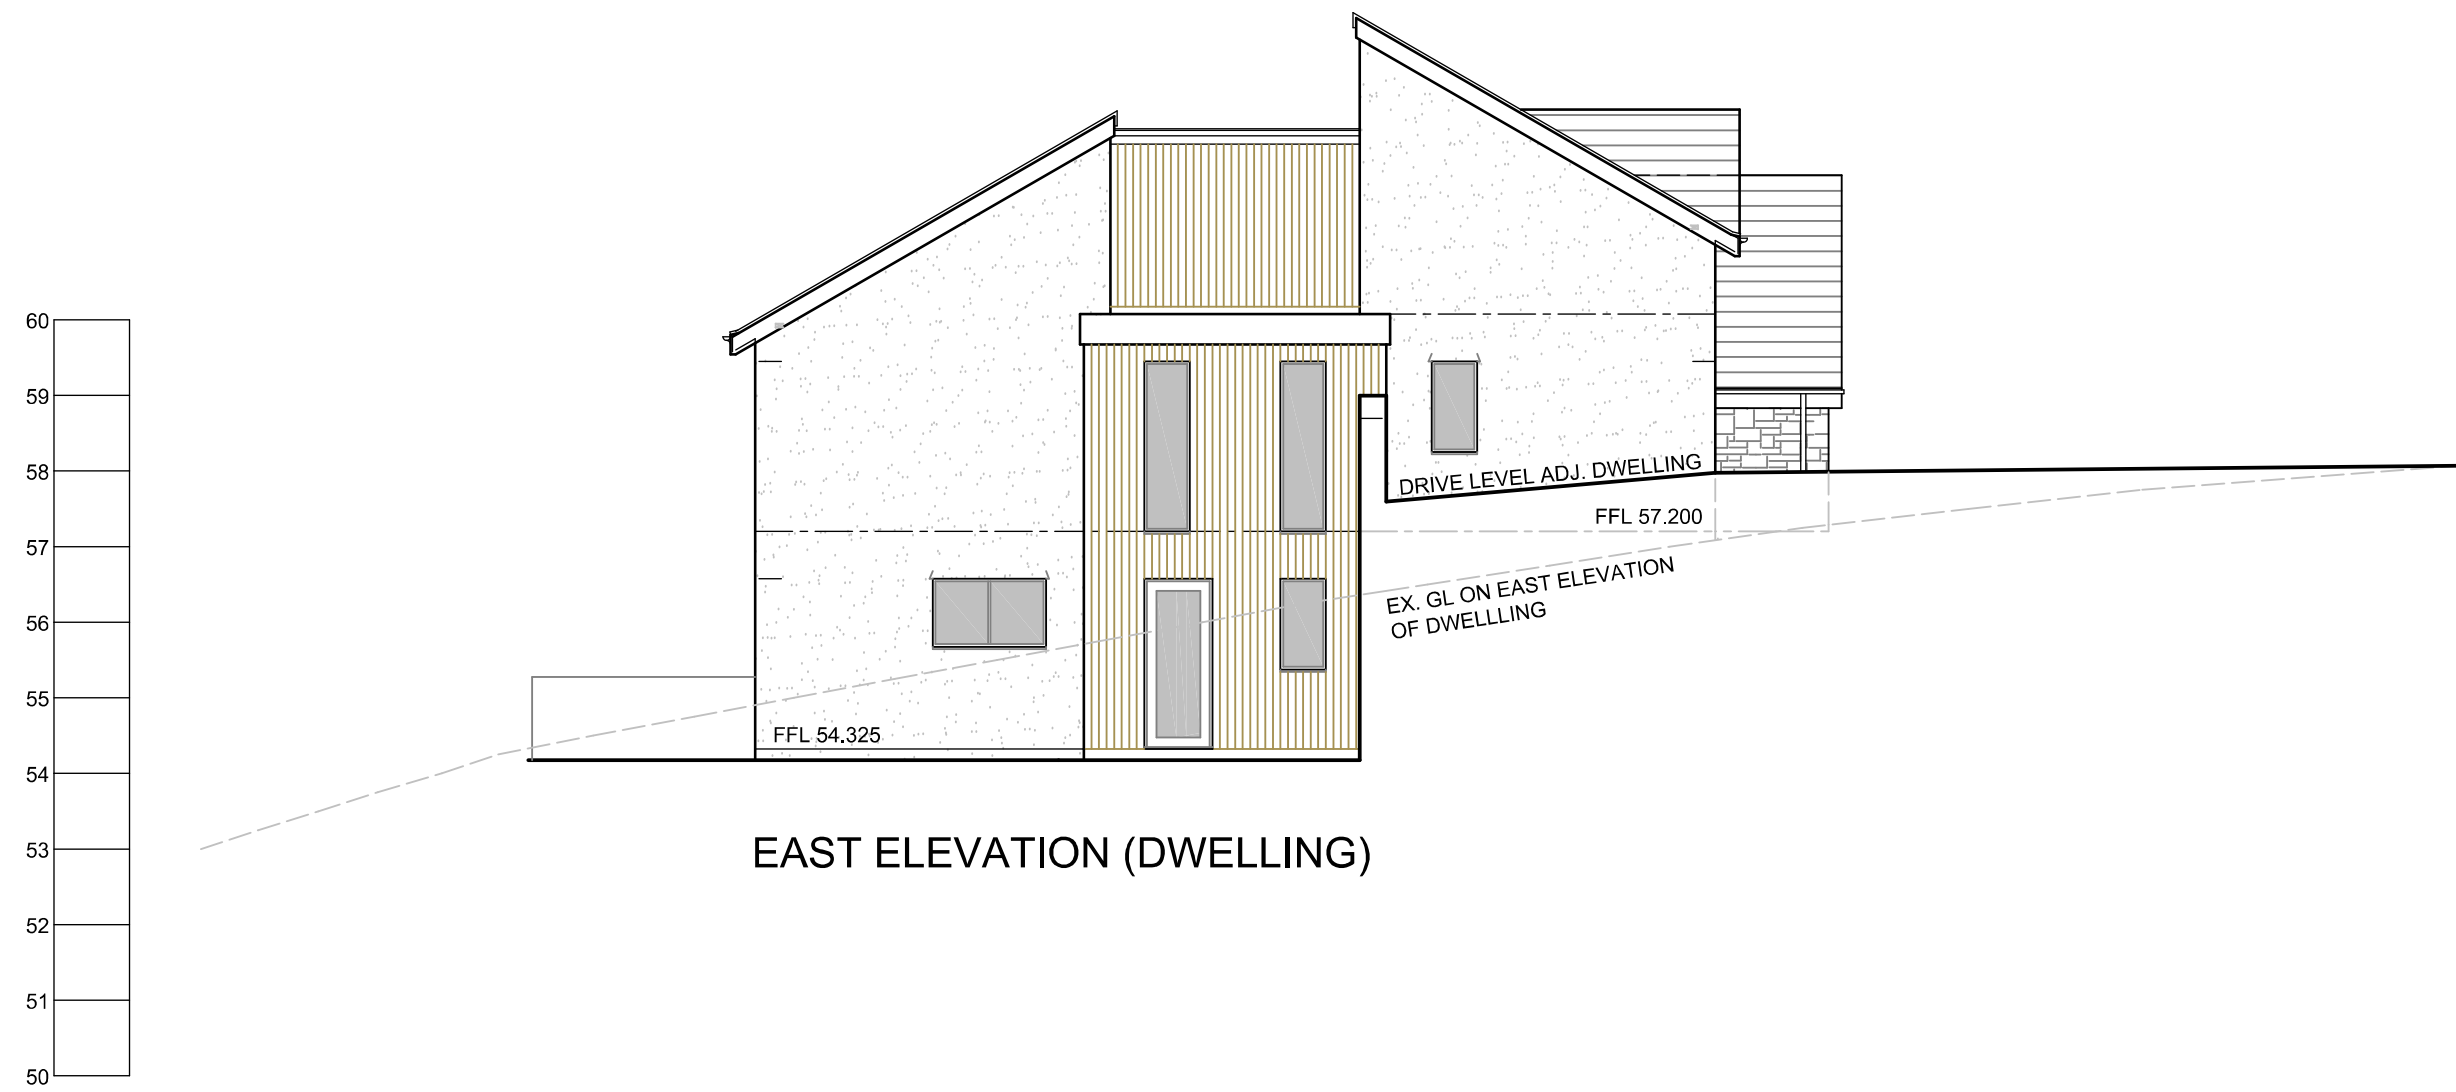 60
59
58
57
56
55
54
53
52
51
50
DRIVE LEVEL ADJ. DWELLING
FFL 57.200
EX. GL ON EAST ELEVATION
OF DWELLLING
FFL 54.325
EAST ELEVATION (DWELLING)